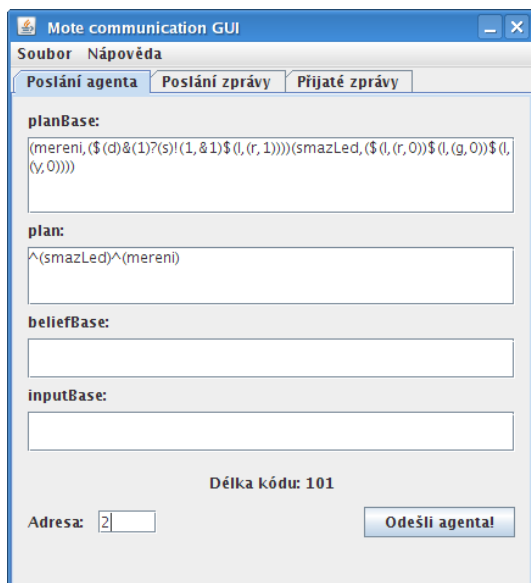 Mote communication GUI
Soubor Nápověda
Poslání agenta Poslání zprávy Přijaté zprávy
planBase:
(mereni,($(d)&(1)?(s)!(1,&1)$(l,(r,1))))(smazLed,($(l,(r,0))$(l,(g,0))$(l,
(y,0))))
plan:
^(smazLed)^(mereni)
beliefBase:
inputBase:
Délka kódu: 101
Adresa: 2 Odešli agenta!